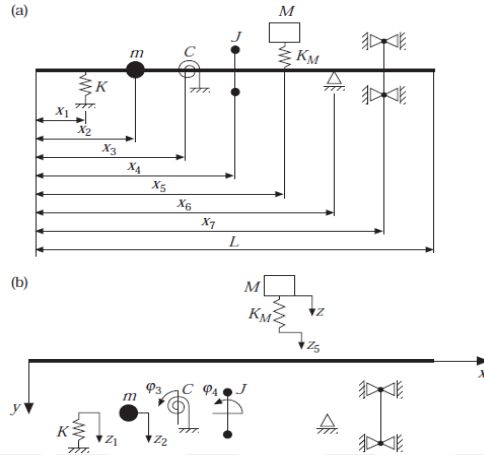 (a)
M
J
m
C
K_M
K
x_1
x_2
x_3
x_4
x_5
x_6
x_7
L
(b)
M
K_M
z
z_5
x
y
m
φ_3
C
φ_4
J
K
z_1
z_2